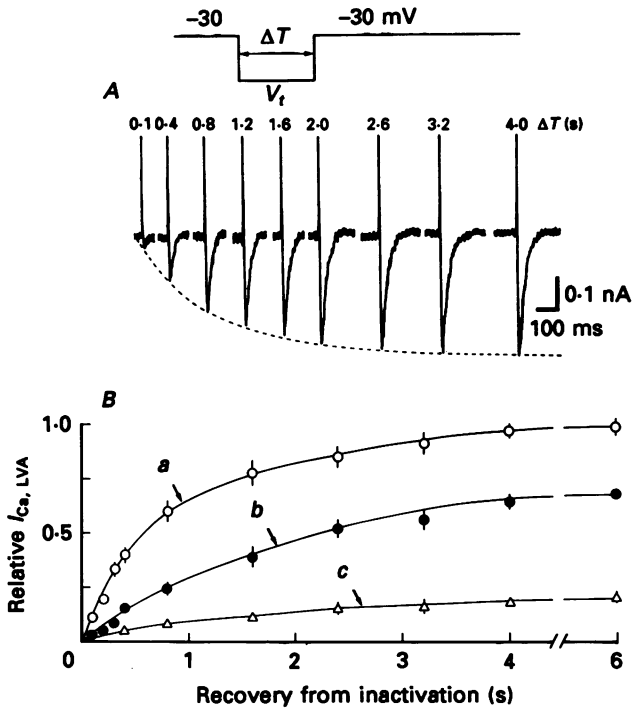 −30 −30 mV
ΔT
Vt
A
0·1 0·4 0·8 1·2 1·6 2·0 2·6 3·2 4·0 ΔT (s)
0·1 nA
100 ms
B
1.0
a
b
0.5
c
Relative ICa, LVA
0 1 2 3 4 6
Recovery from inactivation (s)